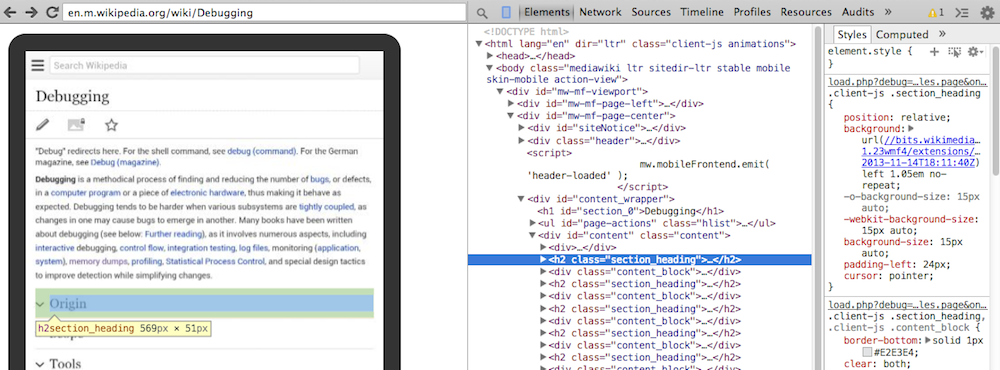 en.m.wikipedia.org/wiki/Debugging
Search Wikipedia
Debugging
"Debug" redirects here. For the shell command, see debug (command). For the German
magazine, see Debug (magazine).
Debugging is a methodical process of finding and reducing the number of bugs, or defects,
in a computer program or a piece of electronic hardware, thus making it behave as
expected. Debugging tends to be harder when various subsystems are tightly coupled, as
changes in one may cause bugs to emerge in another. Many books have been written
about debugging (see below: Further reading), as it involves numerous aspects, including
interactive debugging, control flow, integration testing, log files, monitoring (application,
system), memory dumps, profiling, Statistical Process Control, and special design tactics
to improve detection while simplifying changes.
Origin
h2section_heading 569px × 51px
Tools
Elements Network Sources Timeline Profiles Resources Audits » 1
<!DOCTYPE html>
<html lang="en" dir="ltr" class="client-js animations">
<head>…</head>
<body class="mediawiki ltr sitedir-ltr stable mobile
skin-mobile action-view">
<div id="mw-mf-viewport">
<div id="mw-mf-page-left">…</div>
<div id="mw-mf-page-center">
<div id="siteNotice">…</div>
<div class="header">…</div>
<script>
mw.mobileFrontend.emit(
'header-loaded' );
</script>
<div id="content_wrapper">
<h1 id="section_0">Debugging</h1>
<ul id="page-actions" class="hlist">…</ul>
<div id="content" class="content">
<div>…</div>
<h2 class="section_heading">…</h2>
<div class="content_block">…</div>
<h2 class="section_heading">…</h2>
<div class="content_block">…</div>
<h2 class="section_heading">…</h2>
<div class="content_block">…</div>
<h2 class="section_heading">…</h2>
<div class="content_block">…</div>
<h2 class="section_heading">…</h2>
<div class="content_block">…</div>
Styles Computed »
element.style {
}
load.php?debug=…les.page&on…
.client-js .section_heading
{
position: relative;
background:
url(//bits.wikimedia…
1.23wmf4/extensions/…
2013-11-14T18:11:40Z)
left 1.05em no-
repeat;
-o-background-size: 15px
auto;
-webkit-background-size:
15px auto;
background-size: 15px
auto;
padding-left: 24px;
cursor: pointer;
}
load.php?debug=…les.page&on…
.client-js .section_heading,
.client-js .content_block {
border-bottom: solid 1px
#E2E3E4;
clear: both;